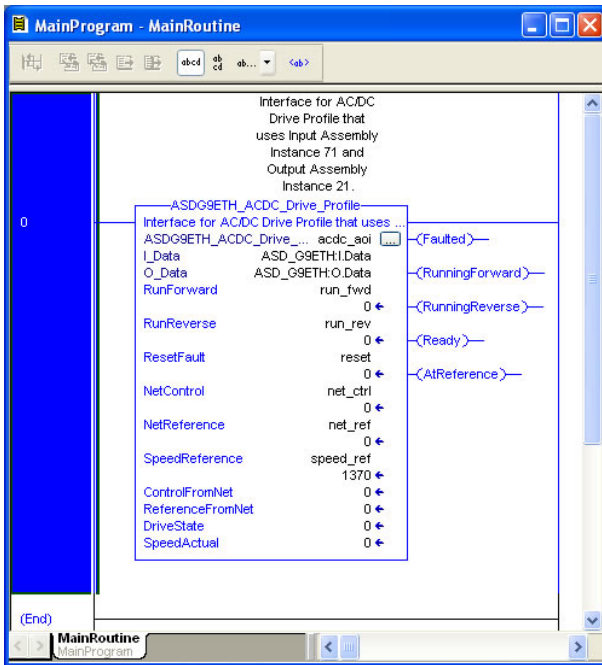 MainProgram - MainRoutine
abcd
ab
cd
ab...
<ab>
Interface for AC/DC
Drive Profile that
uses Input Assembly
Instance 71 and
Output Assembly
Instance 21.
ASDG9ETH_ACDC_Drive_Profile
0
Interface for AC/DC Drive Profile that uses ...
ASDG9ETH_ACDC_Drive_... acdc_aoi ... (Faulted)
I_Data ASD_G9ETH:I.Data
O_Data ASD_G9ETH:O.Data (RunningForward)
RunForward run_fwd
0 (RunningReverse)
RunReverse run_rev
0 (Ready)
ResetFault reset
0 (AtReference)
NetControl net_ctrl
0
NetReference net_ref
0
SpeedReference speed_ref
1370
ControlFromNet 0
ReferenceFromNet 0
DriveState 0
SpeedActual 0
(End)
MainRoutine
MainProgram